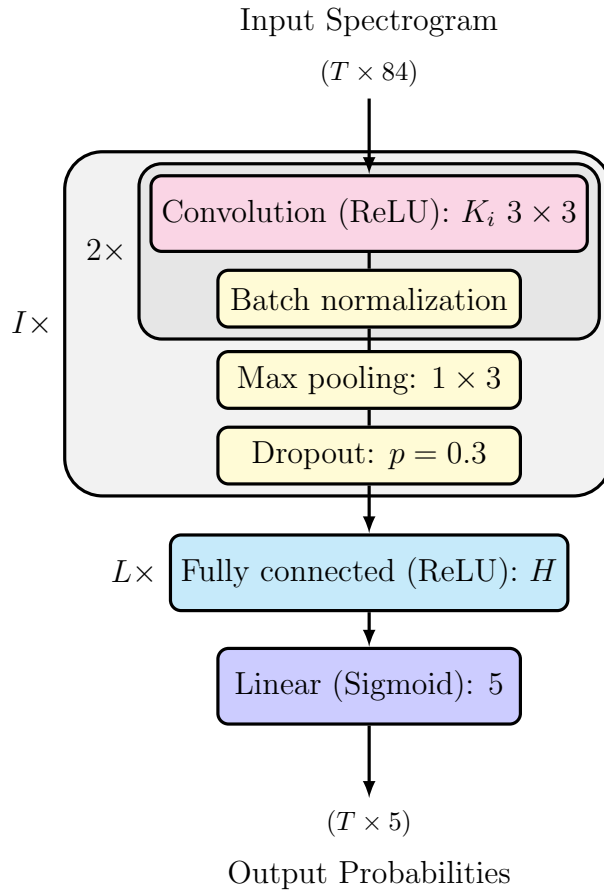 Input Spectrogram
(T × 84)
Convolution (ReLU): K_i 3 × 3
2×
Batch normalization
I×
Max pooling: 1 × 3
Dropout: p = 0.3
L×
Fully connected (ReLU): H
Linear (Sigmoid): 5
(T × 5)
Output Probabilities